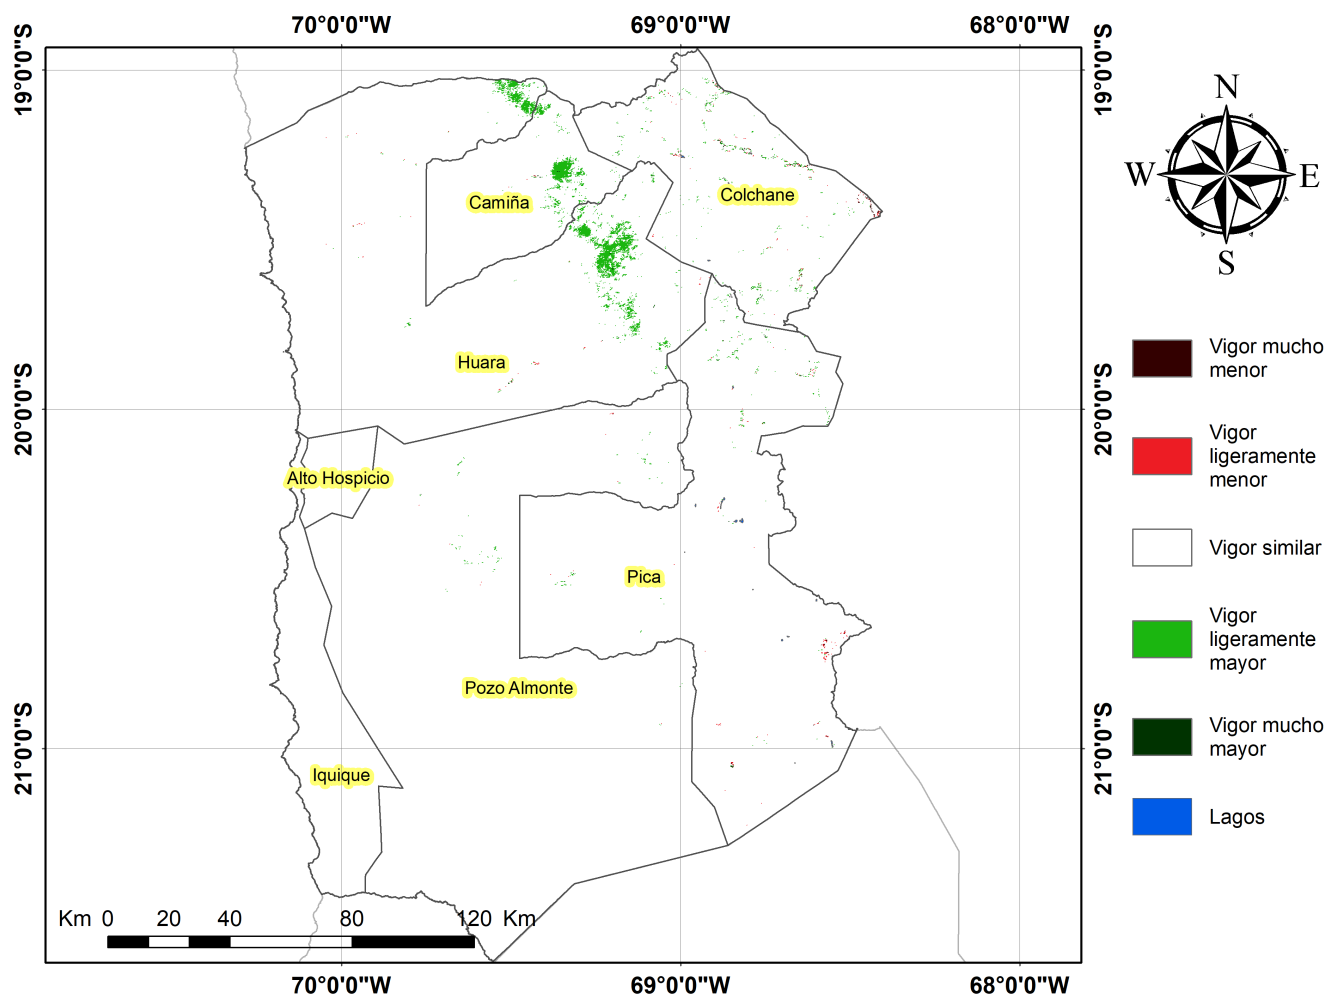 70°0'0"W
69°0'0"W
68°0'0"W
19°0'0"S
19°0'0"S
N
W
E
S
Camiña
Colchane
Huara
20°0'0"S
20°0'0"S
Alto Hospicio
Pica
Pozo Almonte
Iquique
21°0'0"S
21°0'0"S
Vigor mucho
menor
Vigor
ligeramente
menor
Vigor similar
Vigor
ligeramente
mayor
Vigor mucho
mayor
Lagos
Km 0 20 40 80 120 Km
70°0'0"W
69°0'0"W
68°0'0"W